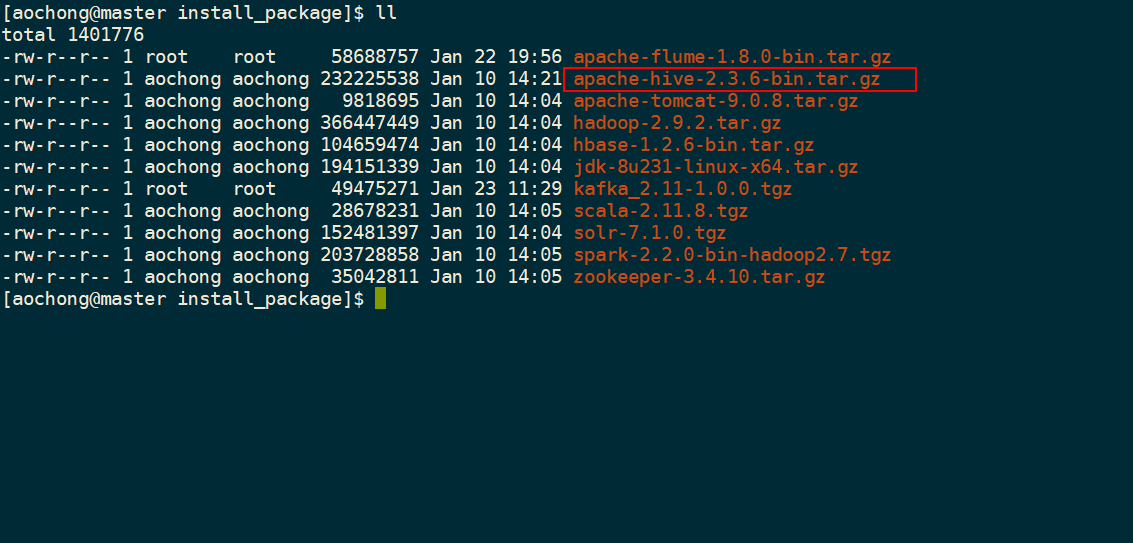 [aochong@master install_package]$ ll
total 1401776
-rw-r--r-- 1 root    root     58688757 Jan 22 19:56 apache-flume-1.8.0-bin.tar.gz
-rw-r--r-- 1 aochong aochong 232225538 Jan 10 14:21 apache-hive-2.3.6-bin.tar.gz
-rw-r--r-- 1 aochong aochong   9818695 Jan 10 14:04 apache-tomcat-9.0.8.tar.gz
-rw-r--r-- 1 aochong aochong 366447449 Jan 10 14:04 hadoop-2.9.2.tar.gz
-rw-r--r-- 1 aochong aochong 104659474 Jan 10 14:04 hbase-1.2.6-bin.tar.gz
-rw-r--r-- 1 aochong aochong 194151339 Jan 10 14:04 jdk-8u231-linux-x64.tar.gz
-rw-r--r-- 1 root    root     49475271 Jan 23 11:29 kafka_2.11-1.0.0.tgz
-rw-r--r-- 1 aochong aochong  28678231 Jan 10 14:05 scala-2.11.8.tgz
-rw-r--r-- 1 aochong aochong 152481397 Jan 10 14:04 solr-7.1.0.tgz
-rw-r--r-- 1 aochong aochong 203728858 Jan 10 14:05 spark-2.2.0-bin-hadoop2.7.tgz
-rw-r--r-- 1 aochong aochong  35042811 Jan 10 14:05 zookeeper-3.4.10.tar.gz
[aochong@master install_package]$